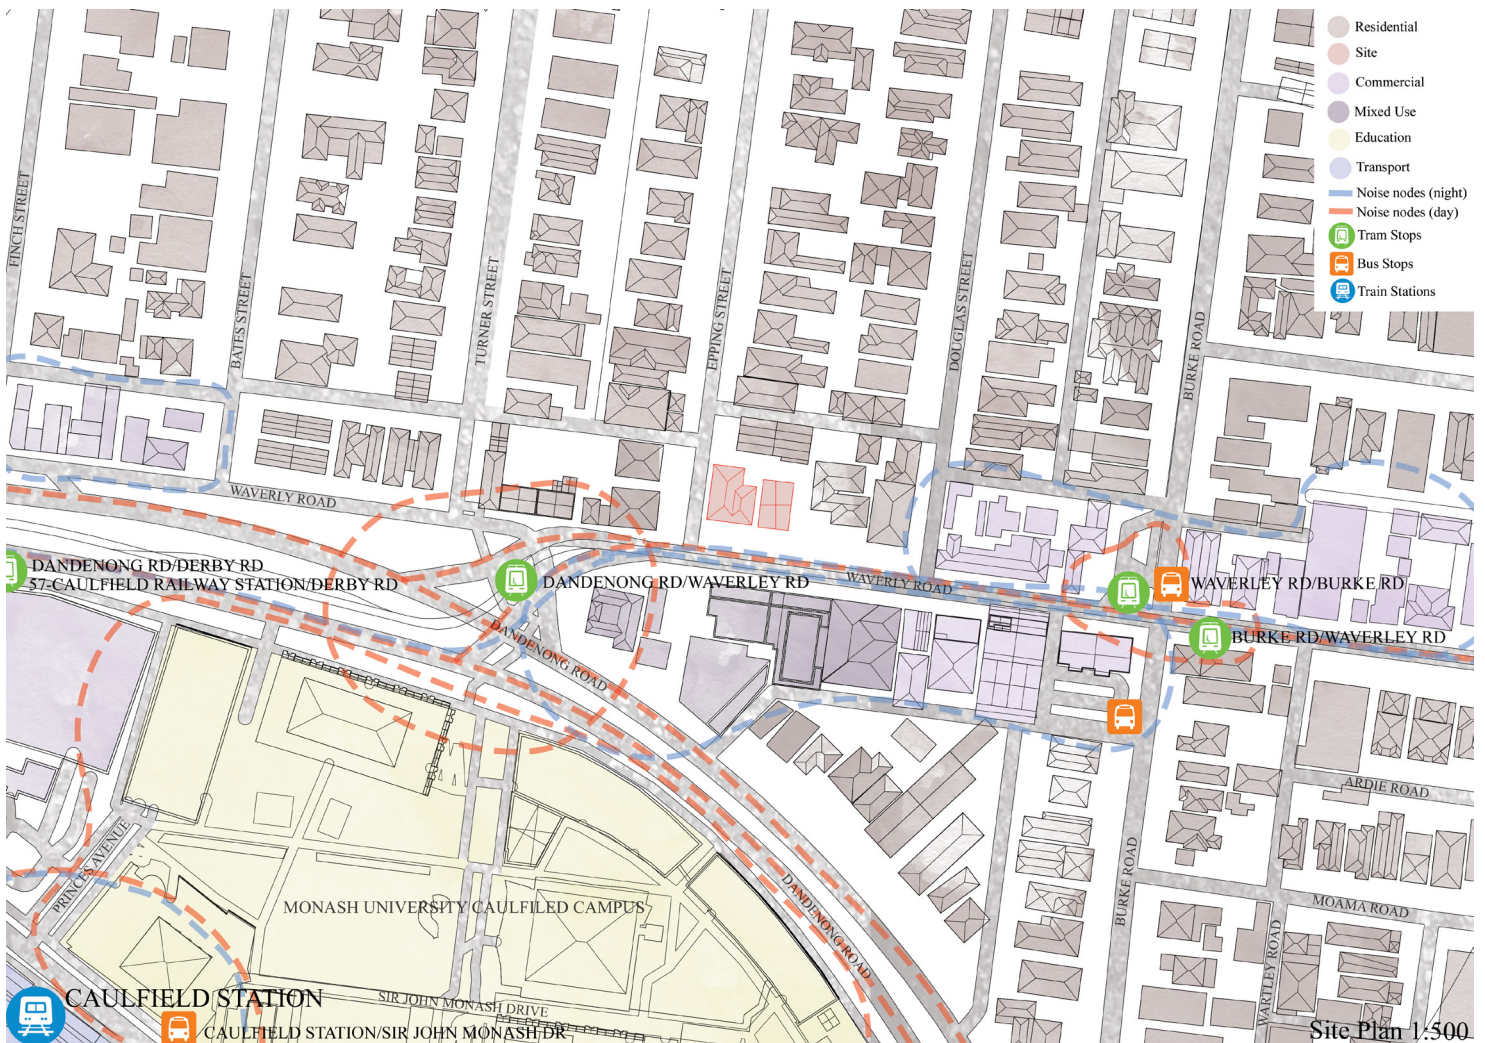 Residential
Site
Commercial
Mixed Use
Education
Transport
Noise nodes (night)
Noise nodes (day)
Tram Stops
Bus Stops
Train Stations
FINCH STREET
BATES STREET
TURNER STREET
EPPING STREET
DOUGLAS STREET
BURKE ROAD
WAVERLY ROAD
DANDENONG RD/DERBY RD
57-CAULFIELD RAILWAY STATION/DERBY RD
DANDENONG RD/WAVERLEY RD
WAVERLY ROAD
WAVERLEY RD/BURKE RD
BURKE RD/WAVERLEY RD
DANDENONG ROAD
ARDIE ROAD
PRINCES AVENUE
MONASH UNIVERSITY CAULFILED CAMPUS
DANDENONG ROAD
BURKE ROAD
MOAMA ROAD
WARTLEY ROAD
CAULFIELD STATION
SIR JOHN MONASH DRIVE
CAULFIELD STATION/SIR JOHN MONASH DR
Site Plan 1:500